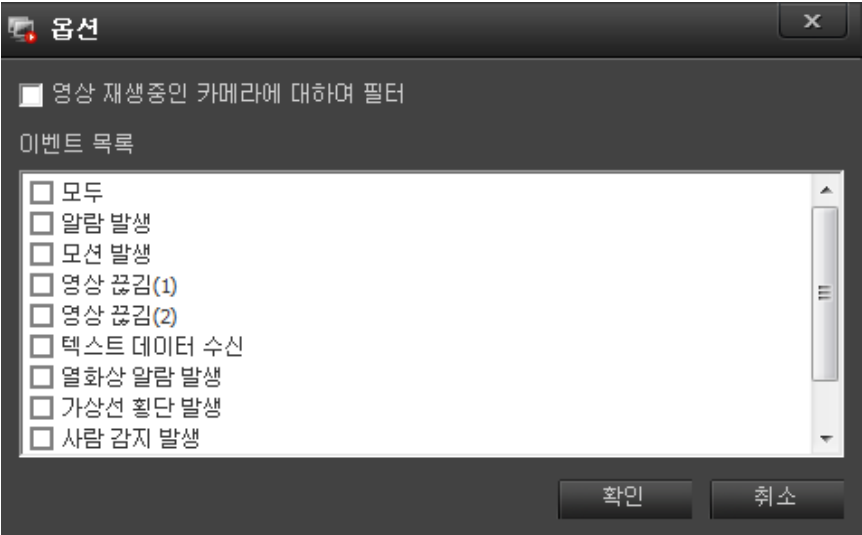 옵션
영상 재생중인 카메라에 대하여 필터
이벤트 목록
모두
알람 발생
모션 발생
영상 끊김(1)
영상 끊김(2)
텍스트 데이터 수신
열화상 알람 발생
가상선 횡단 발생
사람 감지 발생
확인 취소